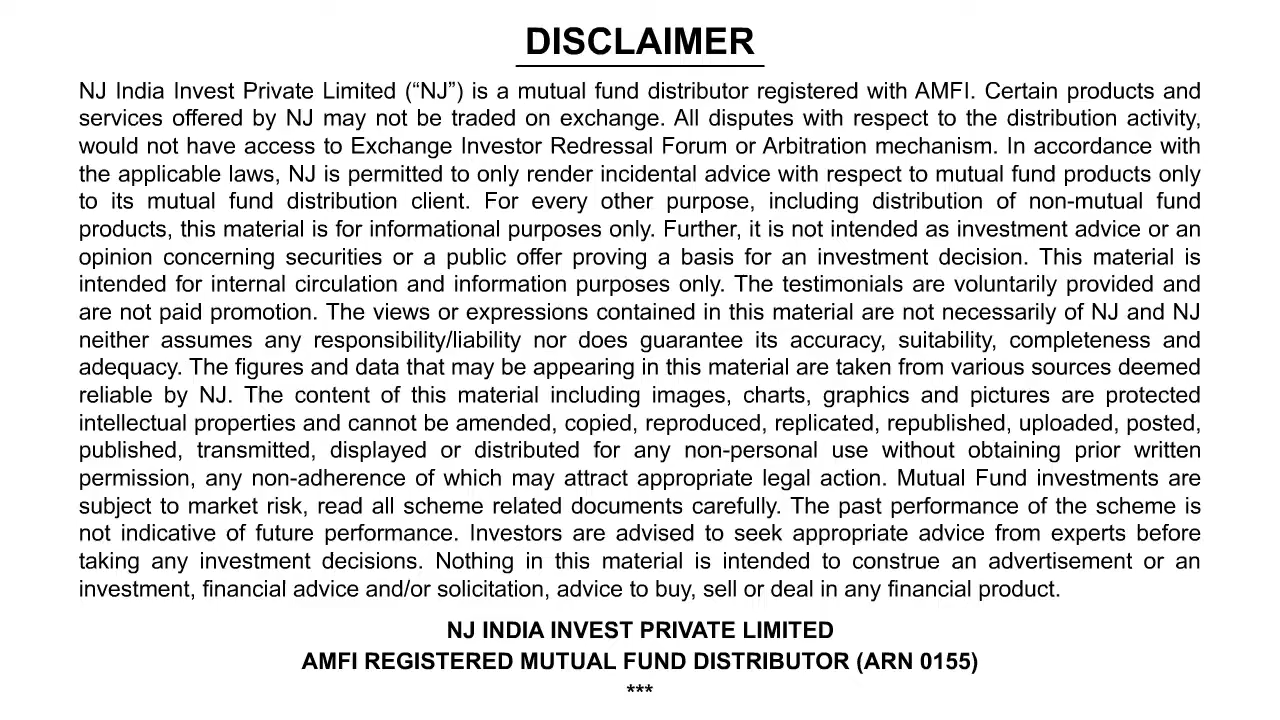 DISCLAIMER
NJ India Invest Private Limited (“NJ”) is a mutual fund distributor registered with AMFI. Certain products and
services offered by NJ may not be traded on exchange. All disputes with respect to the distribution activity,
would not have access to Exchange Investor Redressal Forum or Arbitration mechanism. In accordance with
the applicable laws, NJ is permitted to only render incidental advice with respect to mutual fund products only
to its mutual fund distribution client. For every other purpose, including distribution of non-mutual fund
products, this material is for informational purposes only. Further, it is not intended as investment advice or an
opinion concerning securities or a public offer proving a basis for an investment decision. This material is
intended for internal circulation and information purposes only. The testimonials are voluntarily provided and
are not paid promotion. The views or expressions contained in this material are not necessarily of NJ and NJ
neither assumes any responsibility/liability nor does guarantee its accuracy, suitability, completeness and
adequacy. The figures and data that may be appearing in this material are taken from various sources deemed
reliable by NJ. The content of this material including images, charts, graphics and pictures are protected
intellectual properties and cannot be amended, copied, reproduced, replicated, republished, uploaded, posted,
published, transmitted, displayed or distributed for any non-personal use without obtaining prior written
permission, any non-adherence of which may attract appropriate legal action. Mutual Fund investments are
subject to market risk, read all scheme related documents carefully. The past performance of the scheme is
not indicative of future performance. Investors are advised to seek appropriate advice from experts before
taking any investment decisions. Nothing in this material is intended to construe an advertisement or an
investment, financial advice and/or solicitation, advice to buy, sell or deal in any financial product.
NJ INDIA INVEST PRIVATE LIMITED
AMFI REGISTERED MUTUAL FUND DISTRIBUTOR (ARN 0155)
***